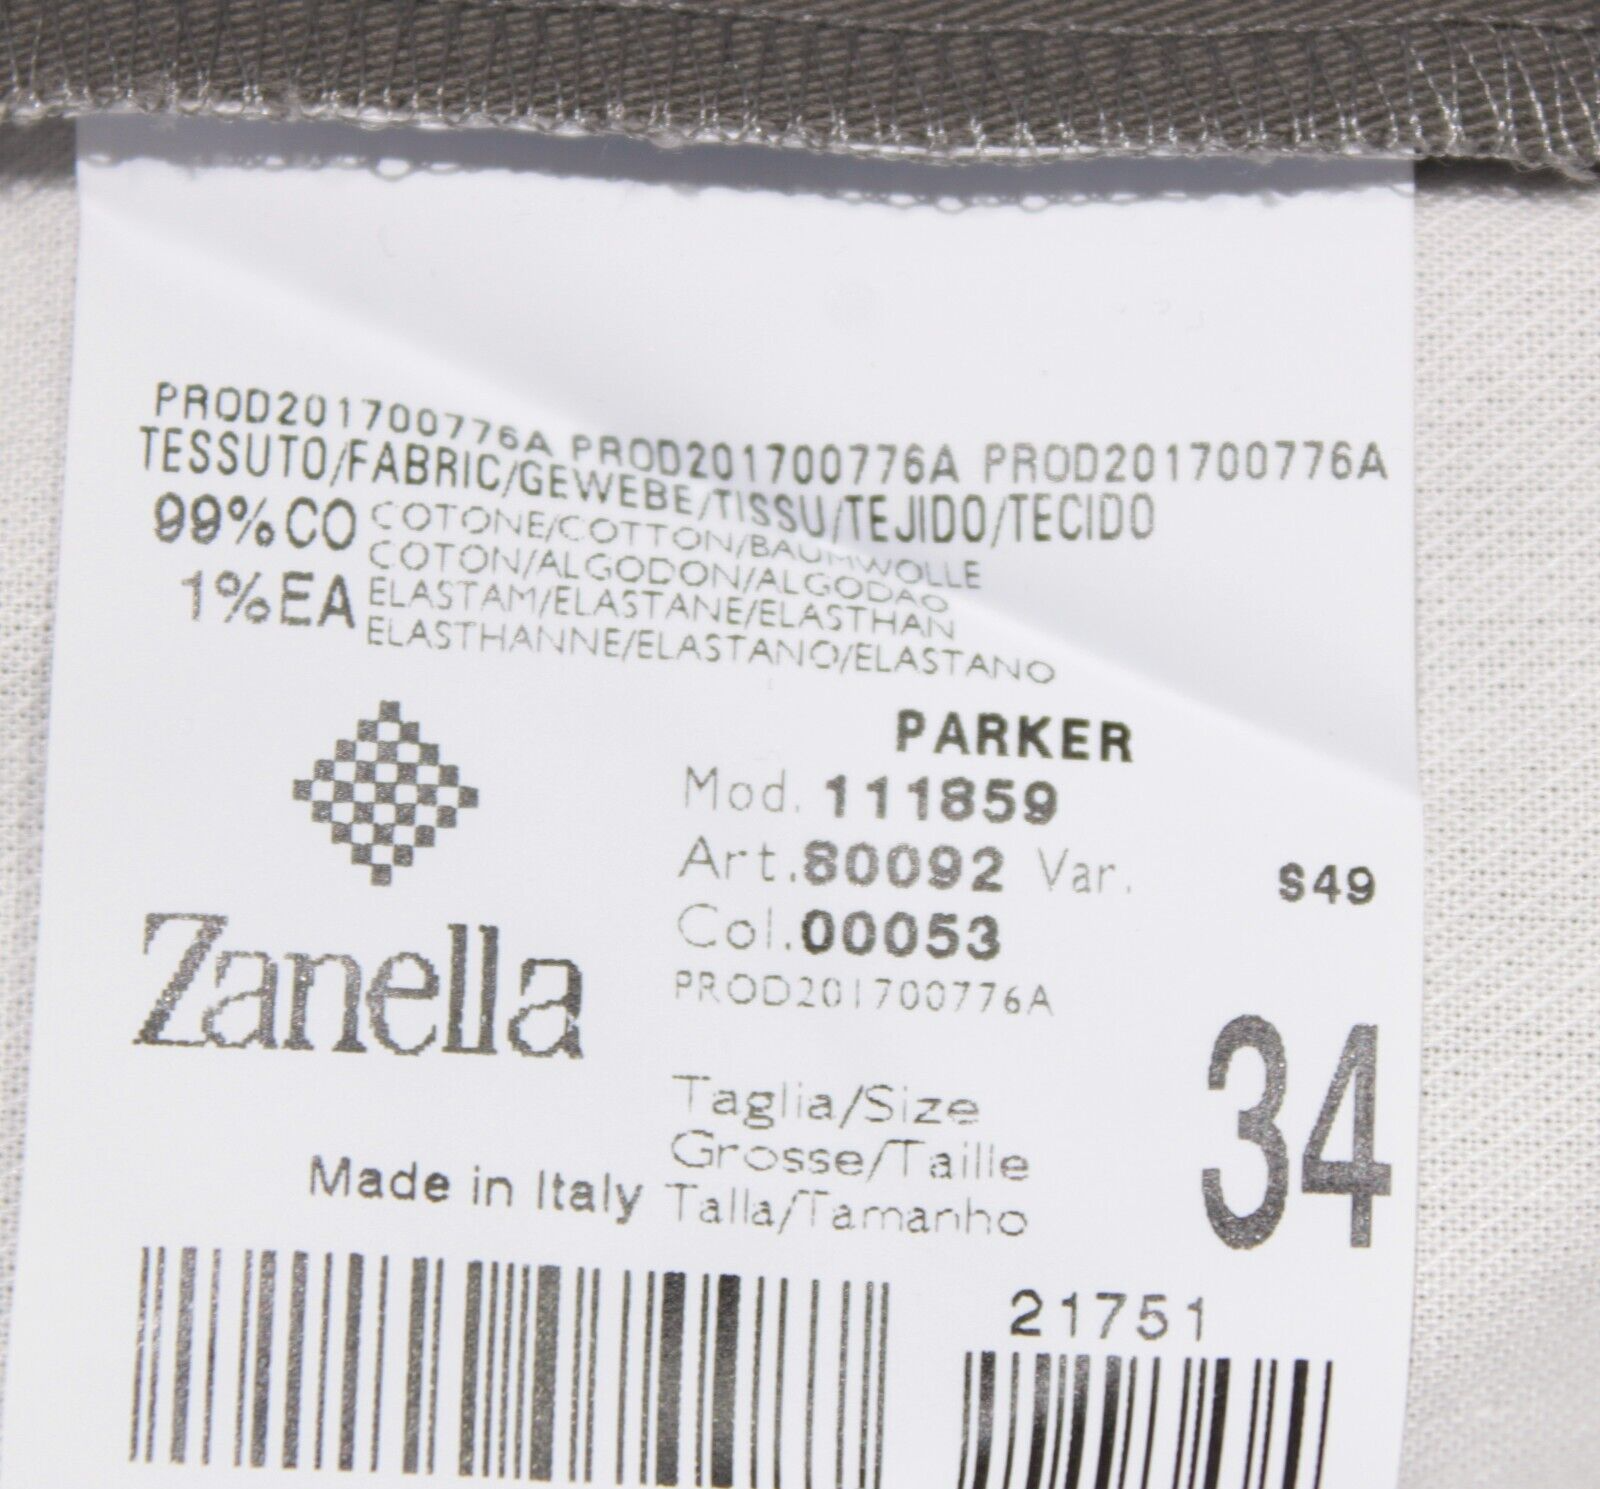 PROD201700776A PROD201700776A PROD201700776A
TESSUTO/FABRIC/GEWEBE/TISSU/TEJIDO/TECIDO
99%CO COTONE/COTTON/BAUMWOLLE
COTON/ALGODON/ALGODAO
1%EA ELASTAM/ELASTANE/ELASTHAN
ELASTHANNE/ELASTANO/ELASTANO
PARKER
Mod. 111859
Art.80092 Var. S49
Col.00053
PROD201700776A
Zanella
Taglia/Size
Grosse/Taille
Talla/Tamanho
34
Made in Italy
21751